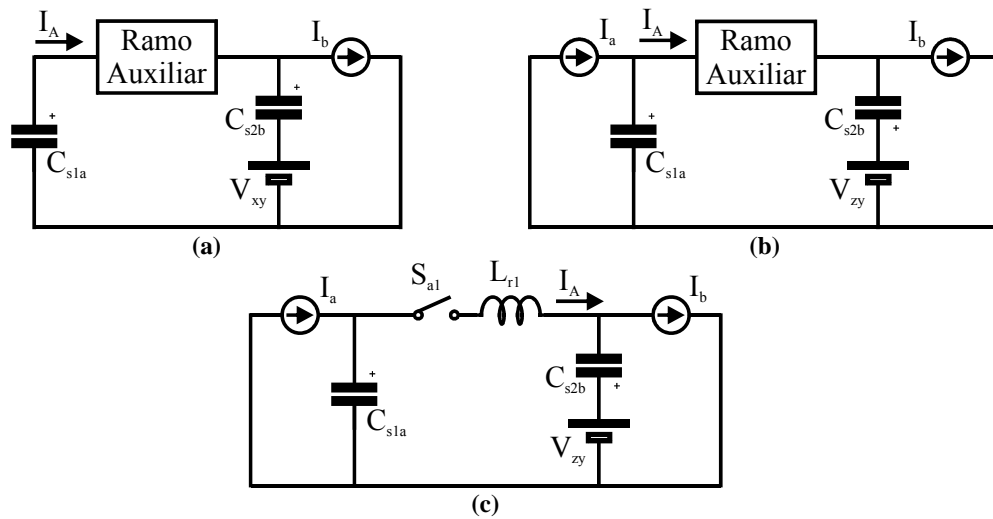 I_A
Ramo
Auxiliar
I_b
+
C_s2b
+
C_s1a
V_xy
(a)
I_a
I_A
Ramo
Auxiliar
I_b
+
C_s2b
+
C_s1a
V_zy
(b)
S_a1
L_r1
I_a
I_A
I_b
+
C_s2b
+
C_s1a
V_zy
(c)